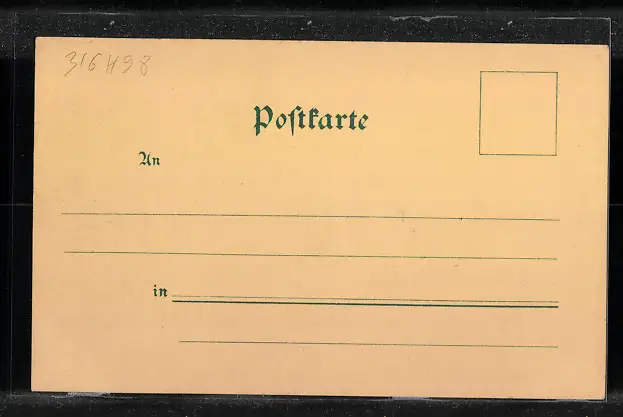 316498
Postkarte
An
in